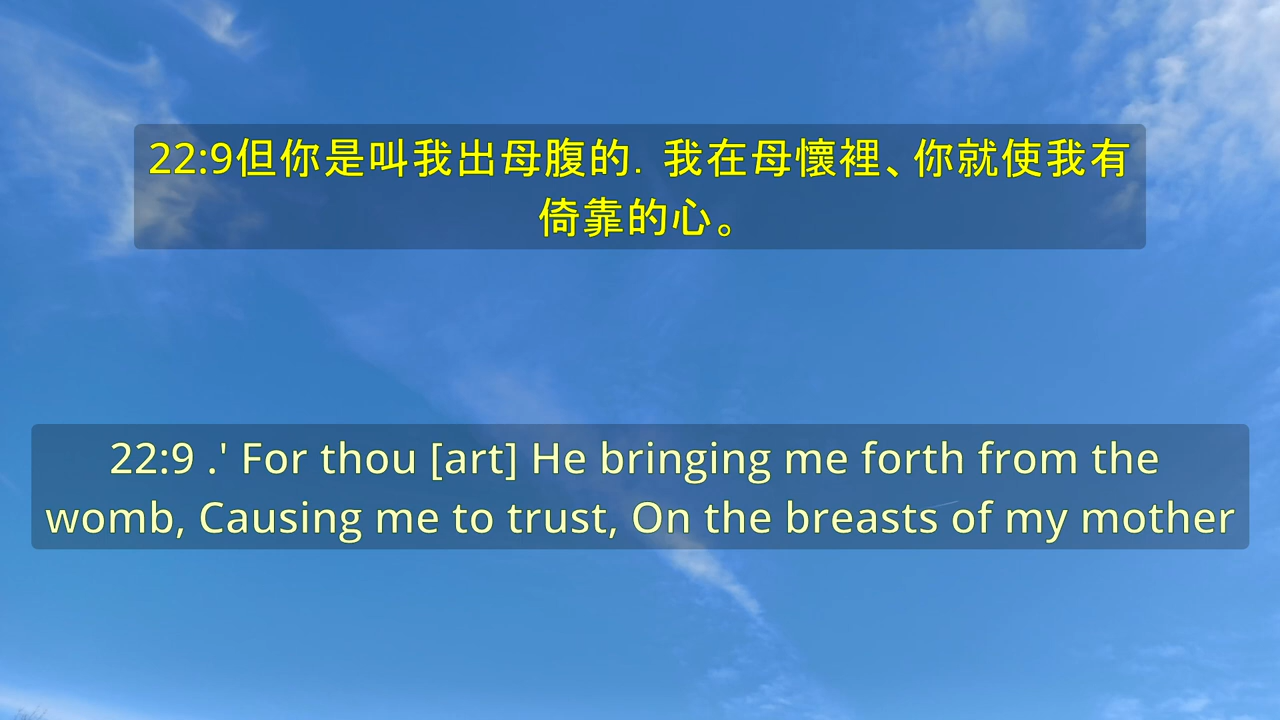 22:9但你是叫我出母腹的．我在母懷裡、你就使我有
倚靠的心。
22:9 .' For thou [art] He bringing me forth from the
womb, Causing me to trust, On the breasts of my mother